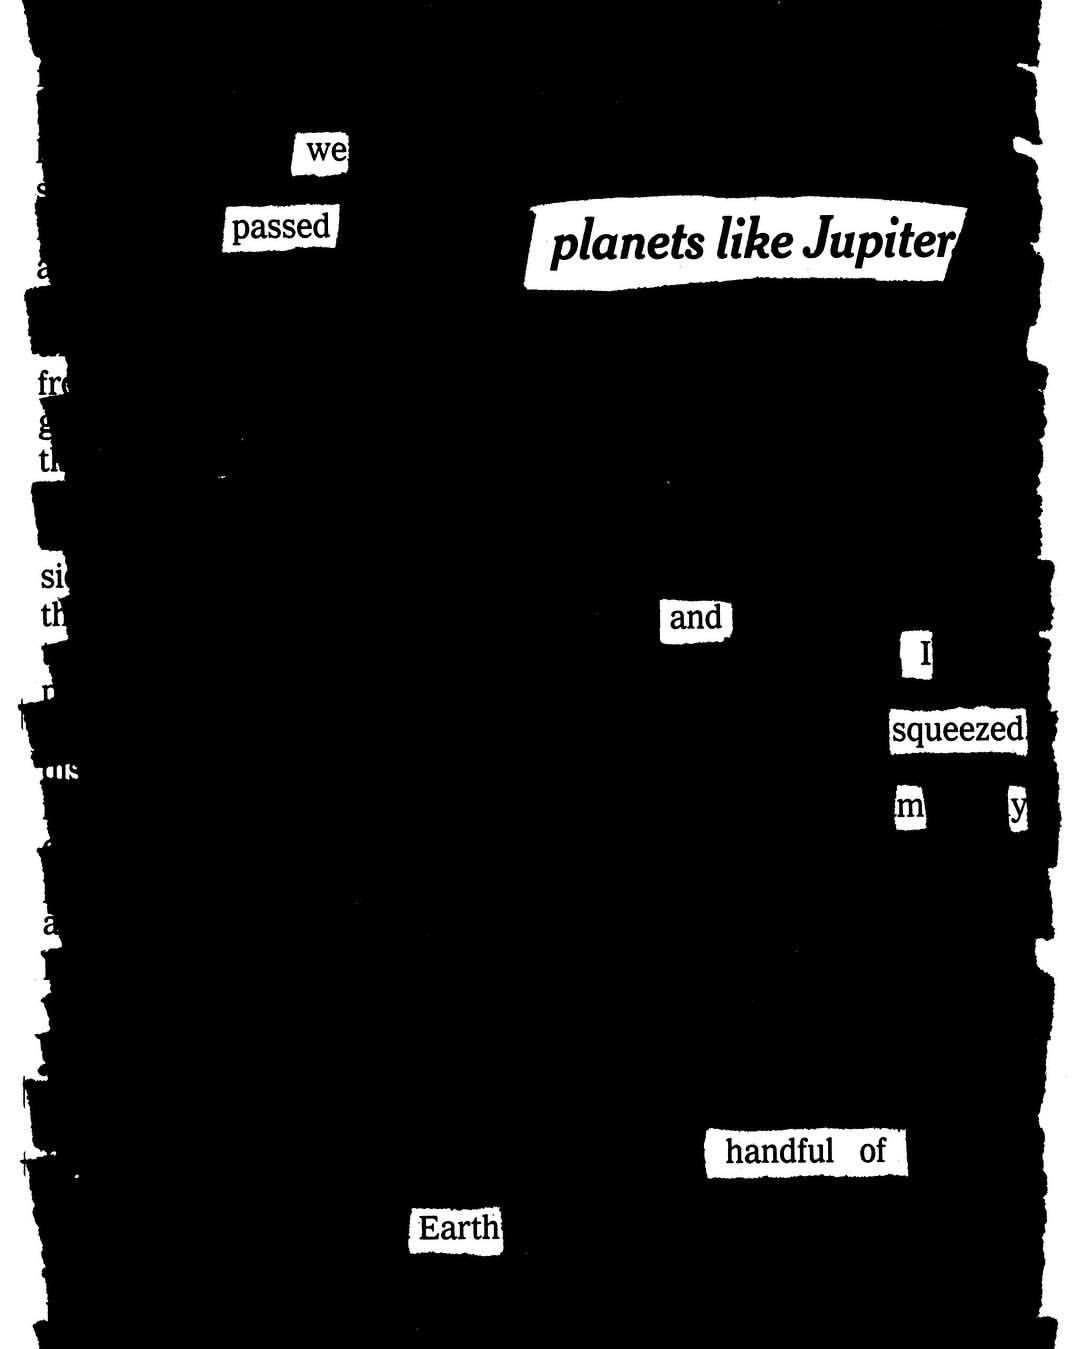 we
passed planets like Jupiter
and
I
squeezed
m y
handful of
Earth